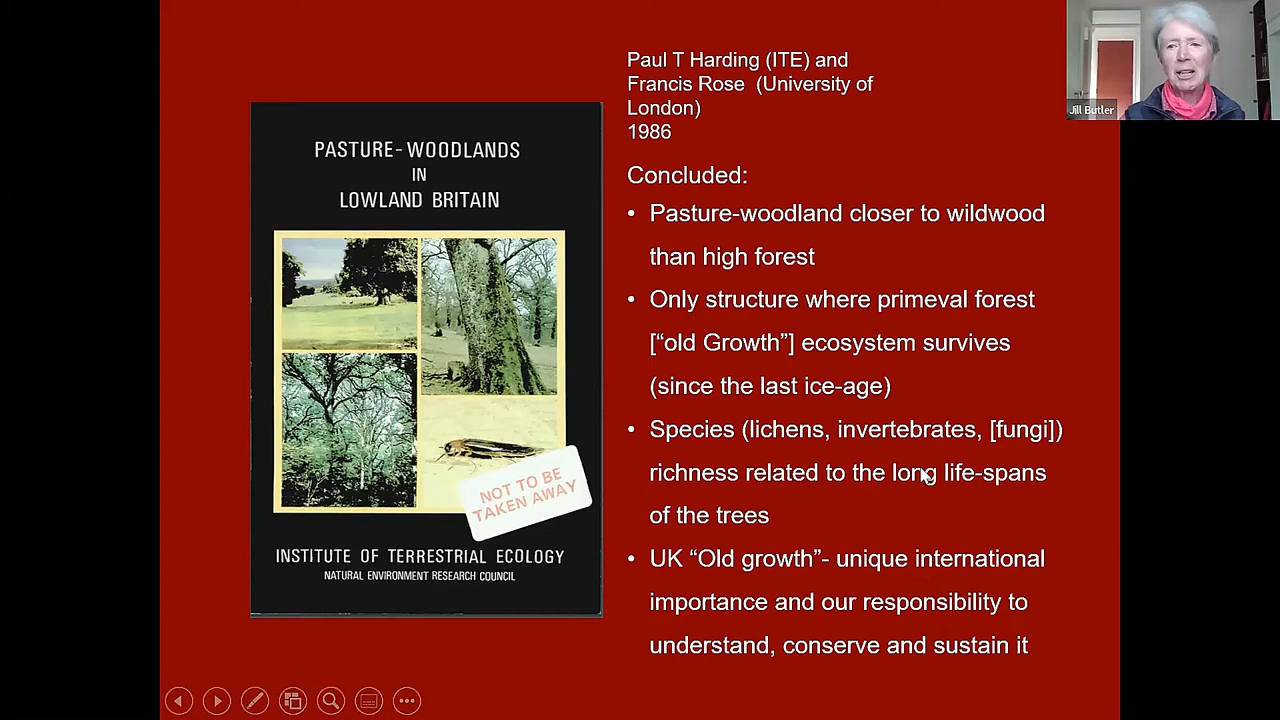 Jill Butler
PASTURE-WOODLANDS
IN
LOWLAND BRITAIN
NOT TO BE
TAKEN AWAY
INSTITUTE OF TERRESTRIAL ECOLOGY
NATURAL ENVIRONMENT RESEARCH COUNCIL
Paul T Harding (ITE) and
Francis Rose  (University of
London)
1986
Concluded:
• Pasture-woodland closer to wildwood
than high forest
• Only structure where primeval forest
[“old Growth”] ecosystem survives
(since the last ice-age)
• Species (lichens, invertebrates, [fungi])
richness related to the long life-spans
of the trees
• UK “Old growth”- unique international
importance and our responsibility to
understand, conserve and sustain it